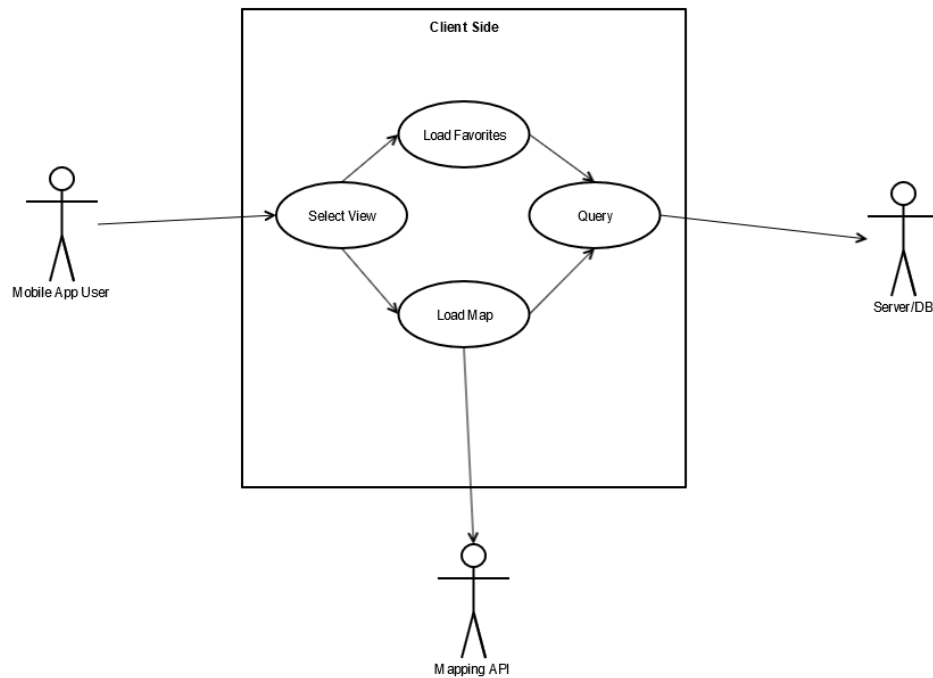 Client Side
Load Favorites
Select View
Query
Mobile App User
Server/DB
Load Map
Mapping API